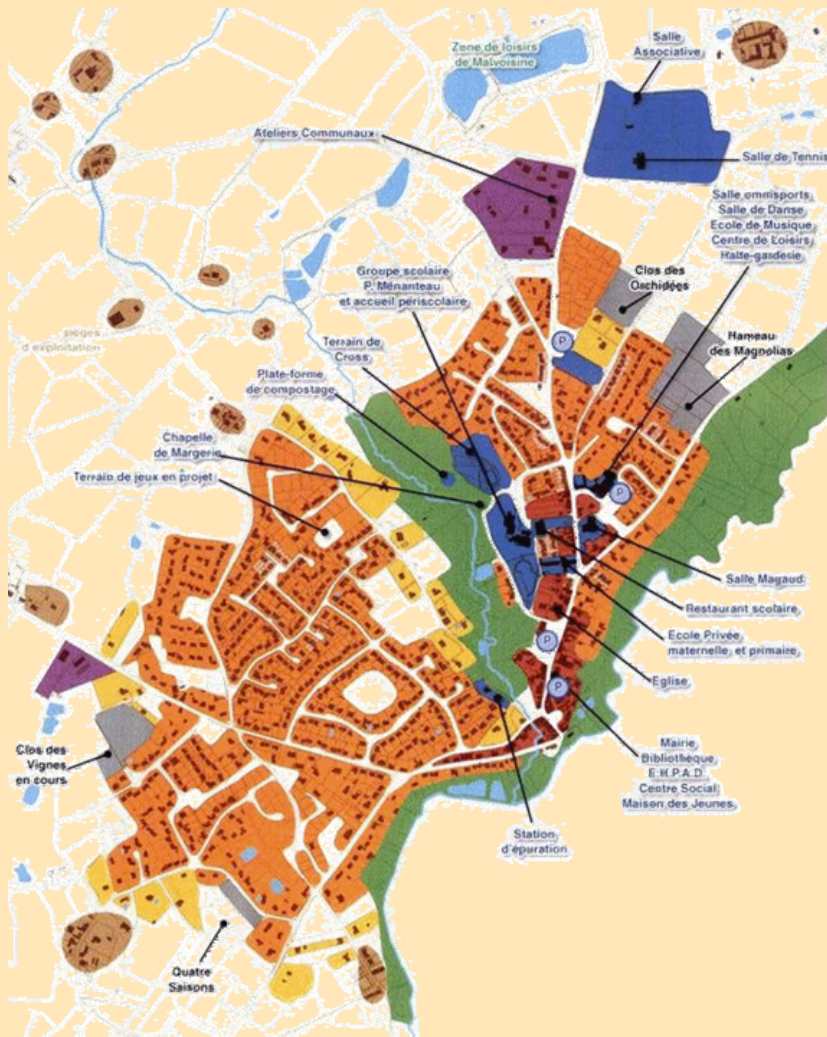 Zone de loisirs
de Malvoisine
Salle
Associative
Ateliers Communaux
Salle de Tennis
Salle omnisports
Salle de Danse
Ecole de Musique
Centre de Loisirs
Halte-garderie
Groupe scolaire
P. Ménanteau
et accueil périscolaire
Clos des
Orchidées
sièges
d'exploitation
Terrain de
Cross
P
Hameau
des Magnolias
Plate-forme
de compostage
Chapelle
de Margerie
Terrain de jeux en projet
P
Salle Magaud
Restaurant scolaire
Ecole Privée
maternelle et primaire
P
Eglise
P
Clos des
Vignes
en cours
Mairie
Bibliothèque
E.H.P.A.D.
Centre Social
Maison des Jeunes
Station
d'épuration
Quatre
Saisons